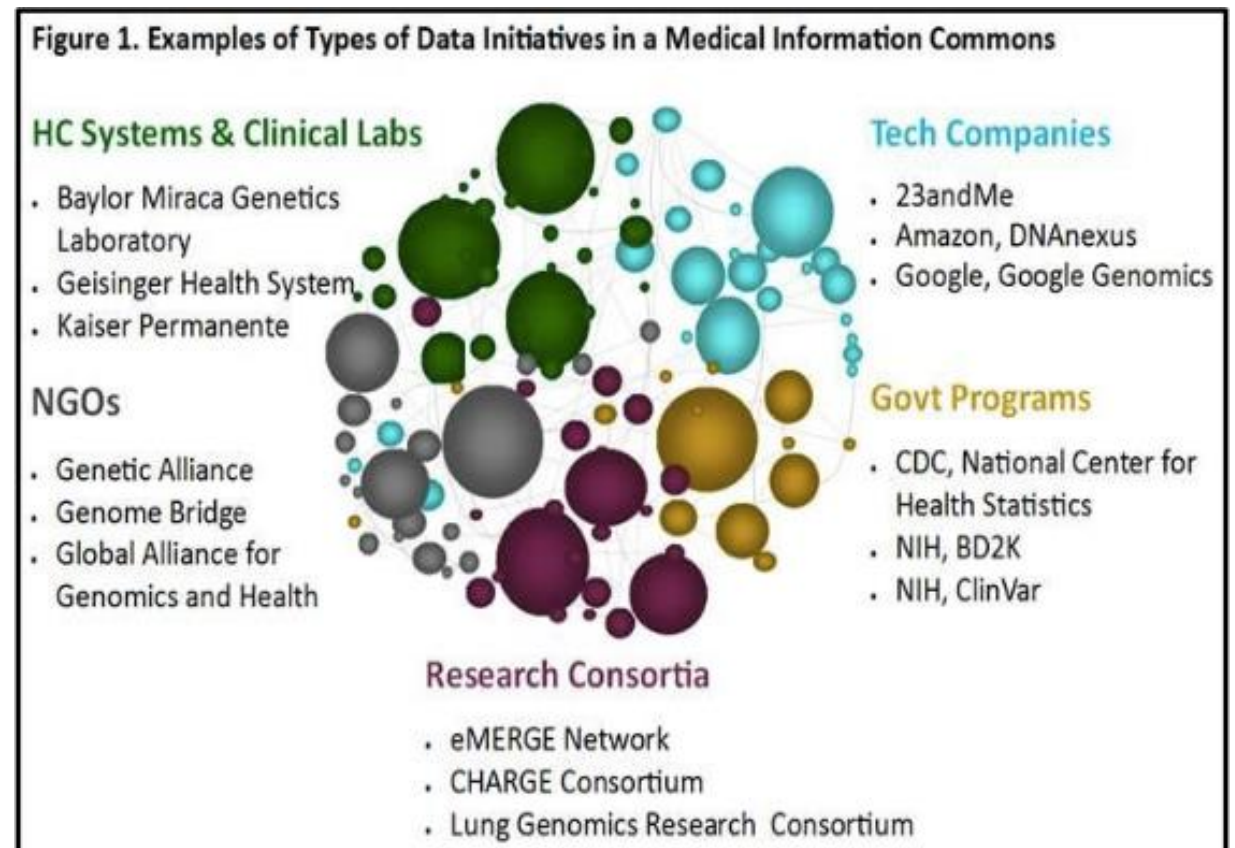 Figure 1. Examples of Types of Data Initiatives in a Medical Information Commons
HC Systems & Clinical Labs
• Baylor Miraca Genetics
Laboratory
• Geisinger Health System
• Kaiser Permanente
NGOs
• Genetic Alliance
• Genome Bridge
• Global Alliance for
Genomics and Health
Tech Companies
• 23andMe
• Amazon, DNAnexus
• Google, Google Genomics
Govt Programs
• CDC, National Center for
Health Statistics
• NIH, BD2K
• NIH, ClinVar
Research Consortia
• eMERGE Network
• CHARGE Consortium
• Lung Genomics Research Consortium